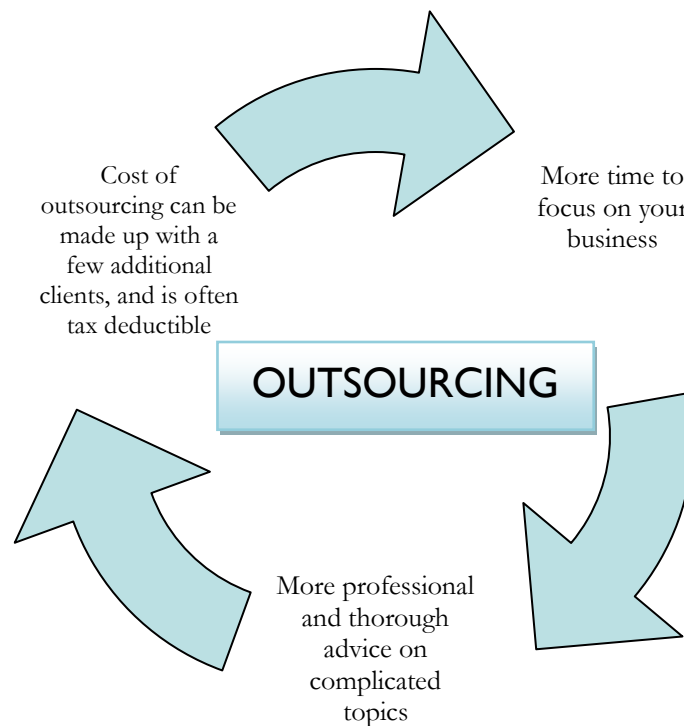 Cost of
outsourcing can be
made up with a
few additional
clients, and is often
tax deductible
More time to
focus on your
business
OUTSOURCING
More professional
and thorough
advice on
complicated
topics